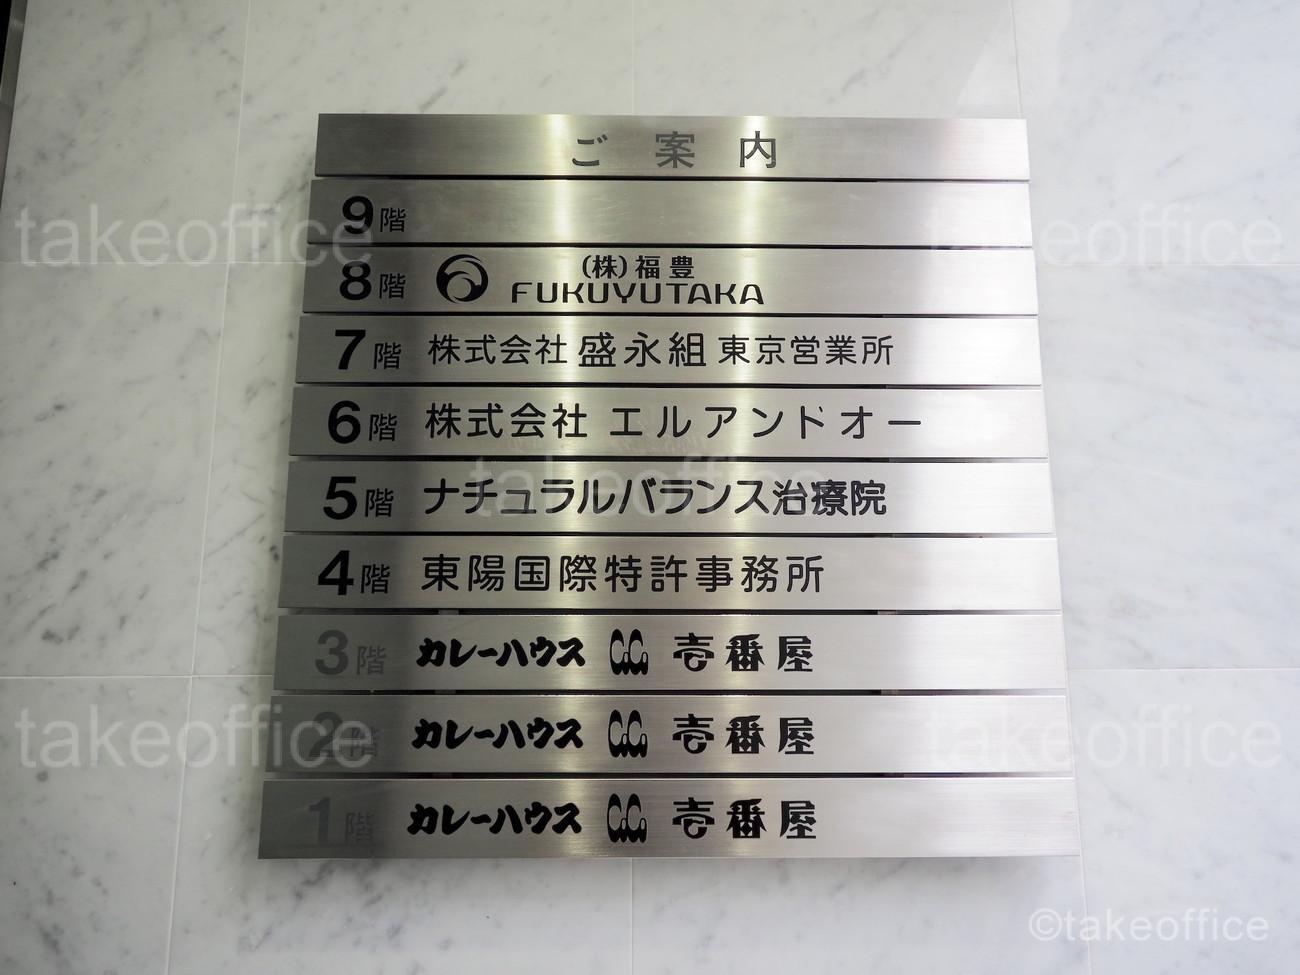 ご案内
9階
8階 (株)福豊
FUKUYUTAKA
7階 株式会社 盛永組 東京営業所
6階 株式会社 エルアンドオー
5階 ナチュラルバランス治療院
4階 東陽国際特許事務所
3階 カレーハウス CoCo 壱番屋
2階 カレーハウス CoCo 壱番屋
1階 カレーハウス CoCo 壱番屋
takeoffice
takeoffice
takeoffice
takeoffice
takeoffice
©takeoffice